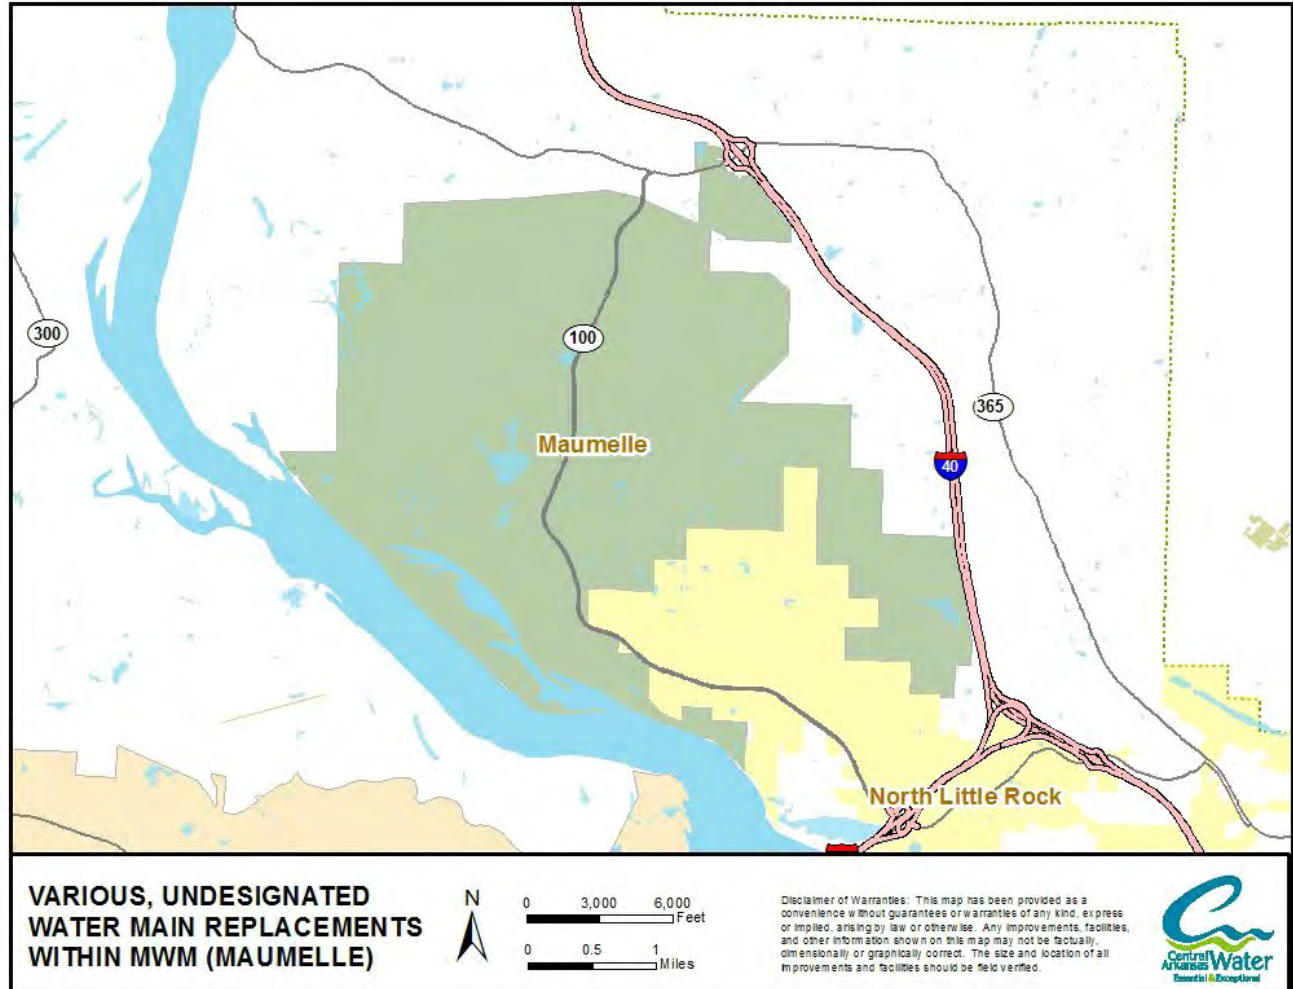 300
100
365
Maumelle
40
North Little Rock
VARIOUS, UNDESIGNATED
WATER MAIN REPLACEMENTS
WITHIN MWM (MAUMELLE)
N
0 3,000 6,000
Feet
0 0.5 1
Miles
Disclaimer of Warranties: This map has been provided as a
convenience without guarantees or warranties of any kind, express
or implied, arising by law or otherwise. Any improvements, facilities,
and other information shown on this map may not be factually,
dimensionally or graphically correct. The size and location of all
improvements and facilities should be field verified.
Central
Arkansas Water
Essential & Exceptional